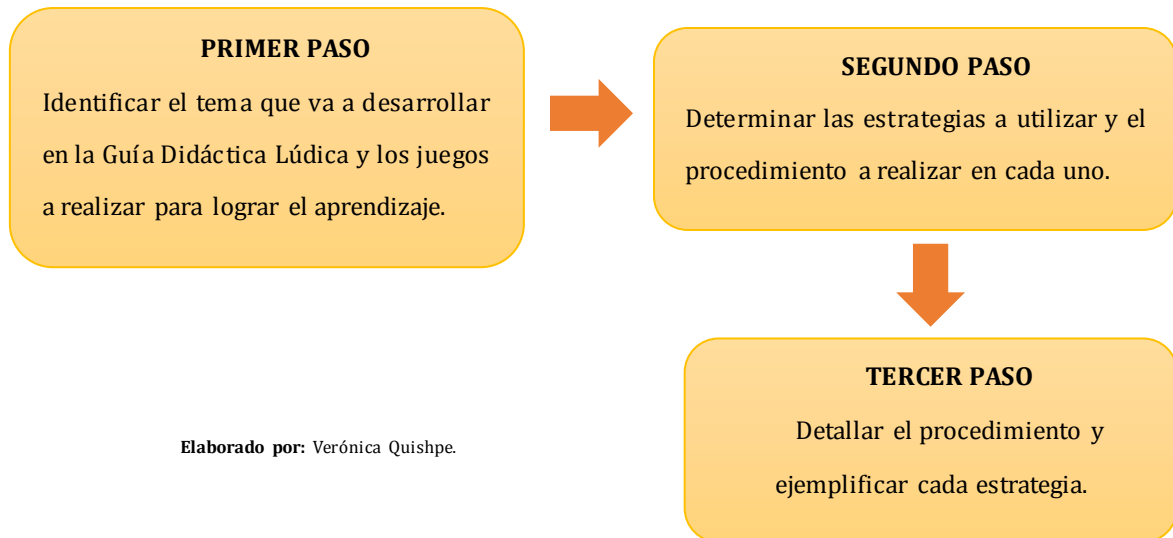 PRIMER PASO
Identificar el tema que va a desarrollar
en la Guía Didáctica Lúdica y los juegos
a realizar para lograr el aprendizaje.
SEGUNDO PASO
Determinar las estrategias a utilizar y el
procedimiento a realizar en cada uno.
TERCER PASO
Detallar el procedimiento y
ejemplificar cada estrategia.
Elaborado por: Verónica Quishpe.